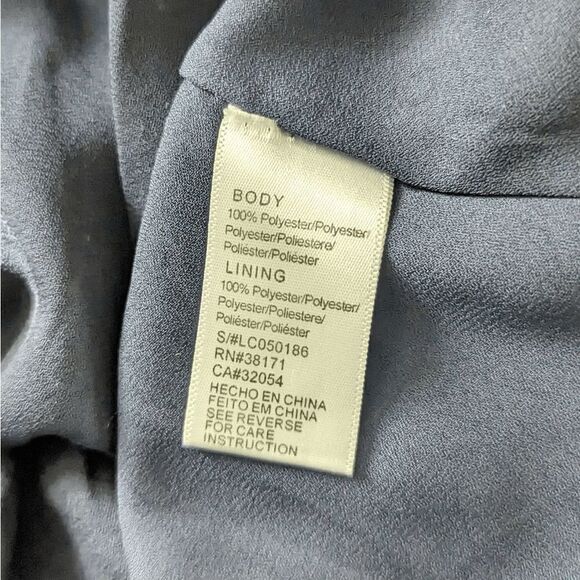 BODY
100% Polyester/Polyester/
Polyester/Poliestere/
Poliéster/Poliéster
LINING
100% Polyester/Polyester/
Polyester/Poliestere/
Poliéster/Poliéster
S/#LC050186
RN#38171
CA#32054
HECHO EN CHINA
FEITO EM CHINA
SEE REVERSE
FOR CARE
INSTRUCTION